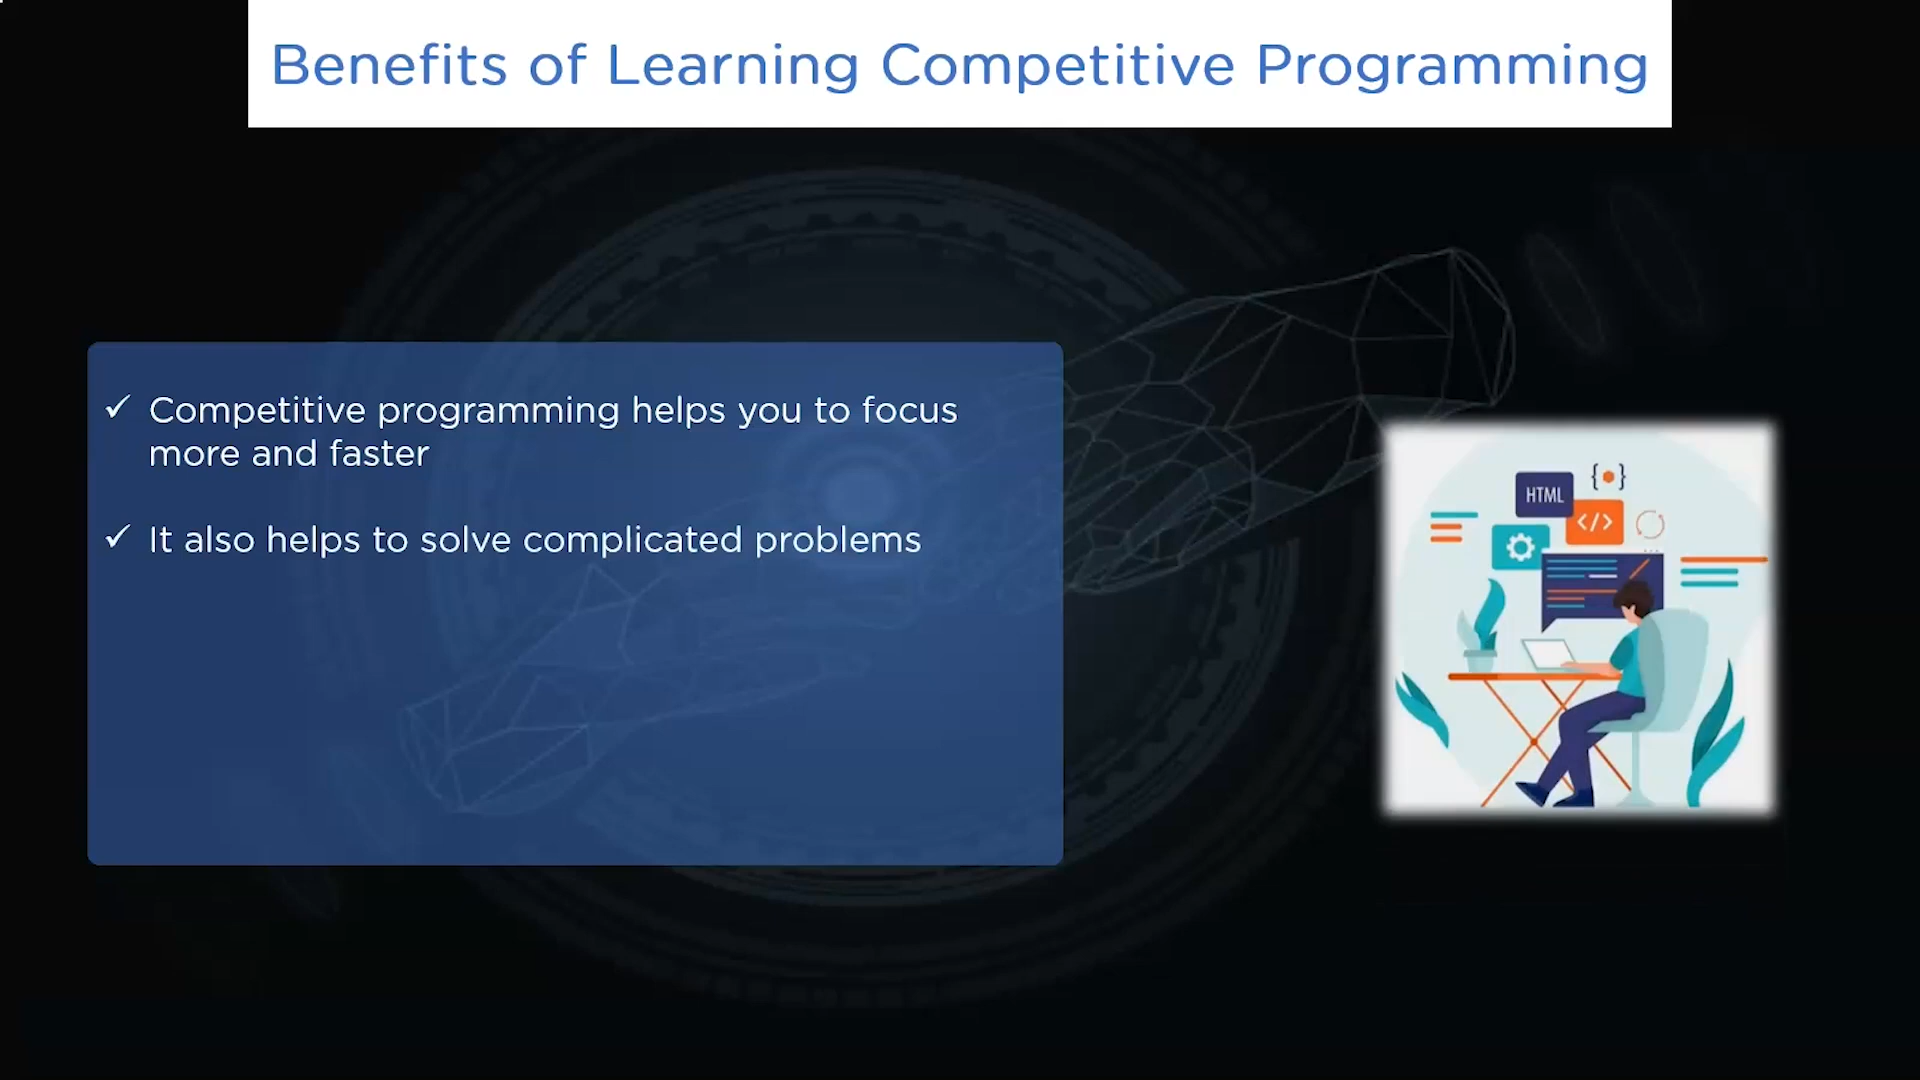 Benefits of Learning Competitive Programming
✓ Competitive programming helps you to focus
more and faster
✓ It also helps to solve complicated problems
HTML
{•}
</>